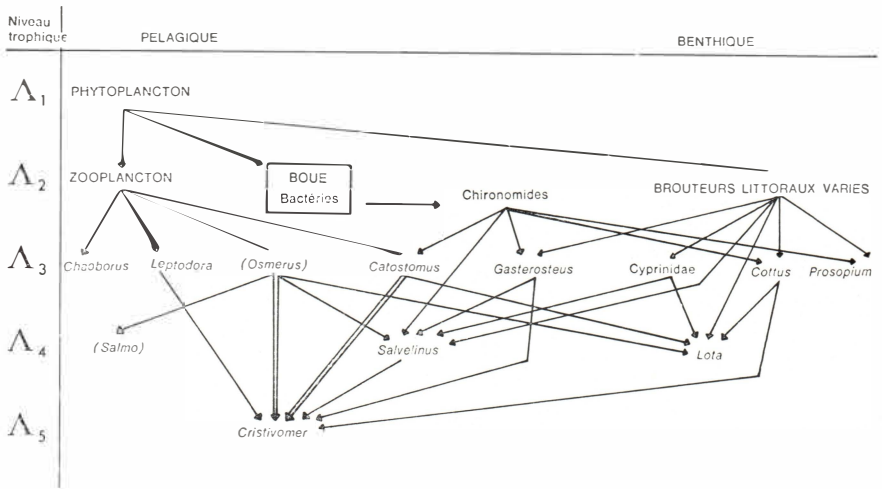 Niveau
trophique
PELAGIQUE
BENTHIQUE
Λ1
PHYTOPLANCTON
Λ2
ZOOPLANCTON
BOUE
Bactéries
Chironomides
BROUTEURS LITTORAUX VARIES
Λ3
Chaoborus
Leptodora
(Osmerus)
Catostomus
Gasterosteus
Cyprinidae
Cottus
Prosopium
Λ4
(Salmo)
Salvelinus
Lota
Λ5
Cristivomer